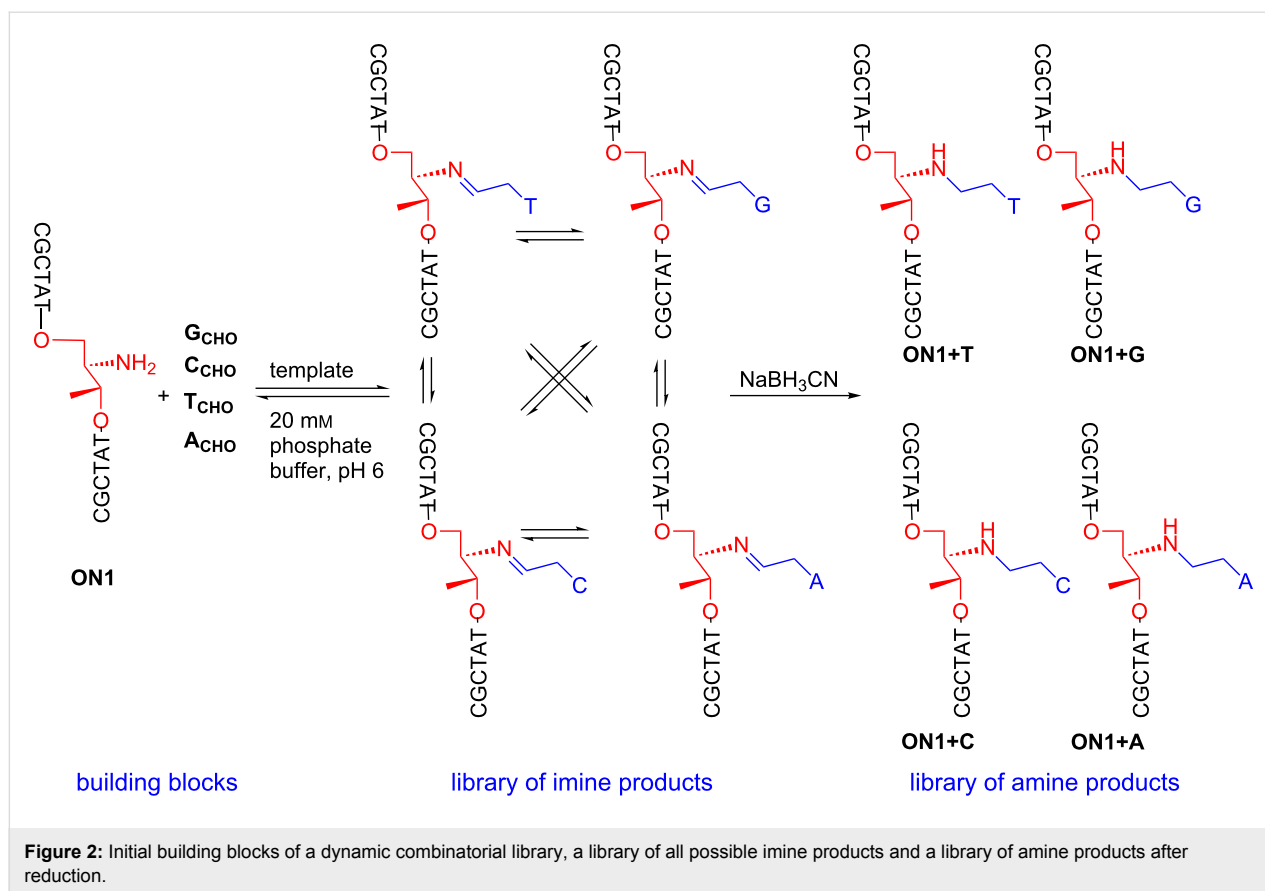 CGCTAT
O
NH2
O
CGCTAT
ON1
+
GCHO
CCHO
TCHO
ACHO
template
20 mM
phosphate
buffer, pH 6
CGCTAT
O
N
T
O
CGCTAT
CGCTAT
O
N
G
O
CGCTAT
CGCTAT
O
N
C
O
CGCTAT
CGCTAT
O
N
A
O
CGCTAT
NaBH3CN
CGCTAT
O
H
N
T
O
CGCTAT
ON1+T
CGCTAT
O
H
N
G
O
CGCTAT
ON1+G
CGCTAT
O
H
N
C
O
CGCTAT
ON1+C
CGCTAT
O
H
N
A
O
CGCTAT
ON1+A
building blocks
library of imine products
library of amine products
Figure 2: Initial building blocks of a dynamic combinatorial library, a library of all possible imine products and a library of amine products after
reduction.